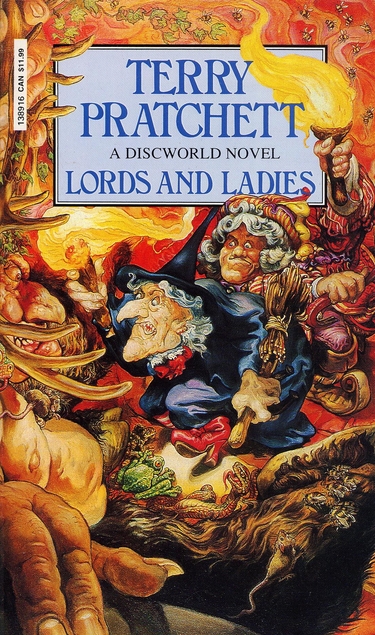 TERRY
PRATCHETT
A DISCWORLD NOVEL
LORDS AND LADIES
138916 CAN $11.99